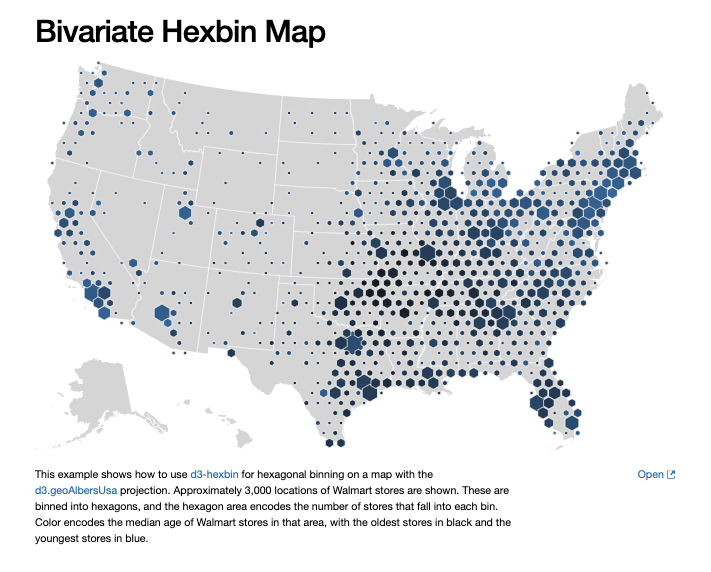 Bivariate Hexbin Map
This example shows how to use d3-hexbin for hexagonal binning on a map with the
d3.geoAlbersUsa projection. Approximately 3,000 locations of Walmart stores are shown. These are
binned into hexagons, and the hexagon area encodes the number of stores that fall into each bin.
Color encodes the median age of Walmart stores in that area, with the oldest stores in black and the
youngest stores in blue.
Open